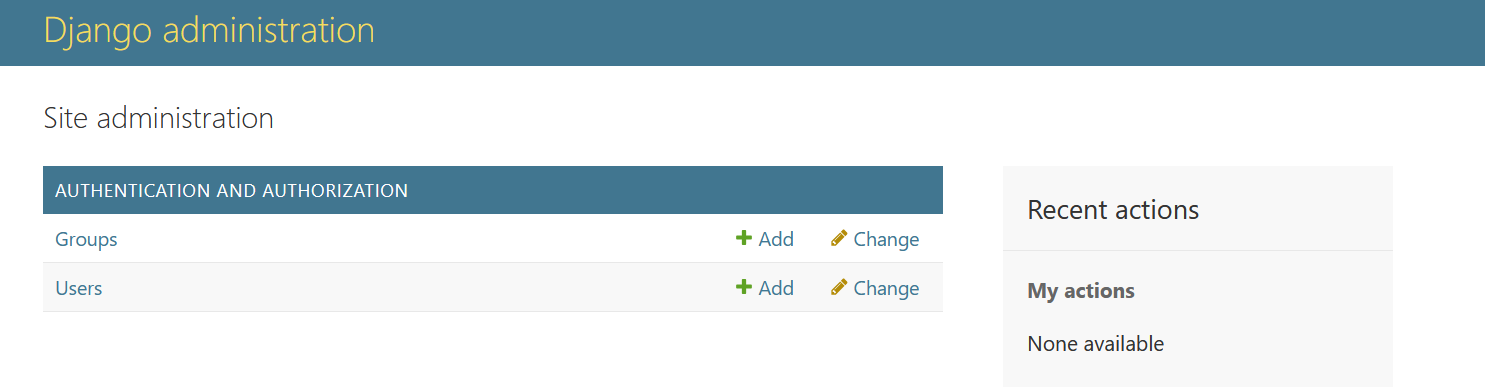 Django administration
Site administration
AUTHENTICATION AND AUTHORIZATION
Groups
Add
Change
Users
Add
Change
Recent actions
My actions
None available